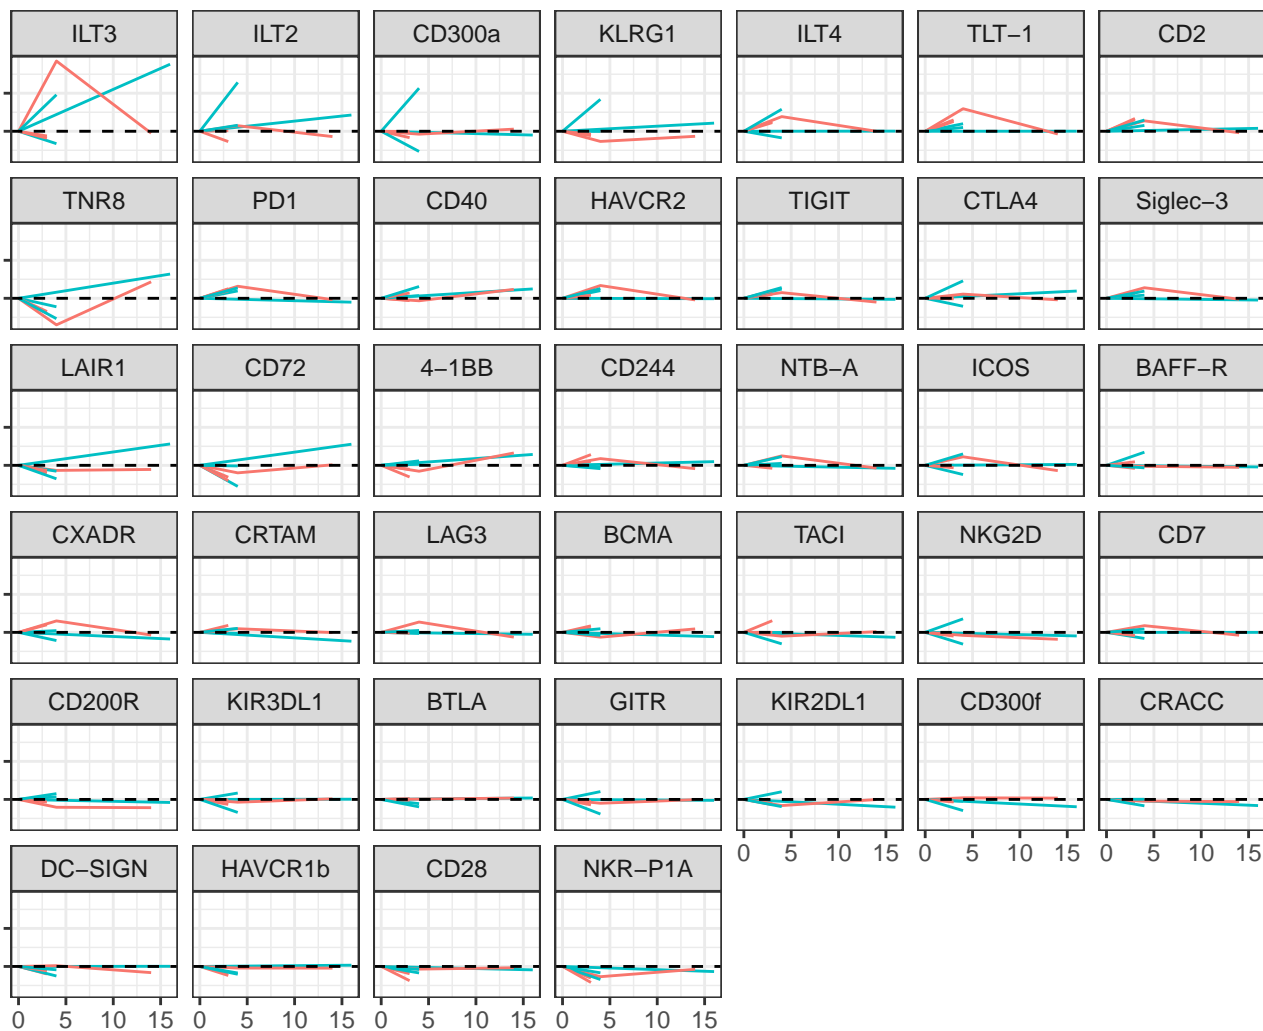 ILT3 ILT2 CD300a KLRG1 ILT4 TLT−1 CD2
TNR8 PD1 CD40 HAVCR2 TIGIT CTLA4 Siglec−3
LAIR1 CD72 4−1BB CD244 NTB−A ICOS BAFF−R
CXADR CRTAM LAG3 BCMA TACI NKG2D CD7
CD200R KIR3DL1 BTLA GITR KIR2DL1 CD300f CRACC
0 5 10 15 0 5 10 15 0 5 10 15
DC−SIGN HAVCR1b CD28 NKR−P1A
0 5 10 15 0 5 10 15 0 5 10 15 0 5 10 15